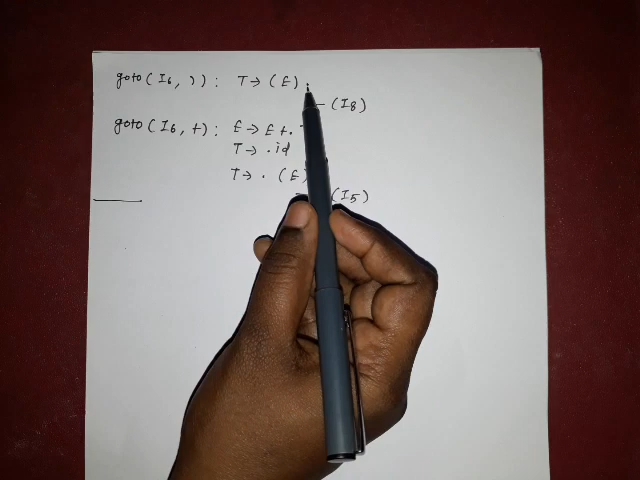 goto(I6, )) : T→ (E).
— (I8)
goto(I6, +) : E→ E+.
T→ .id
T→ . (E)
(I5)